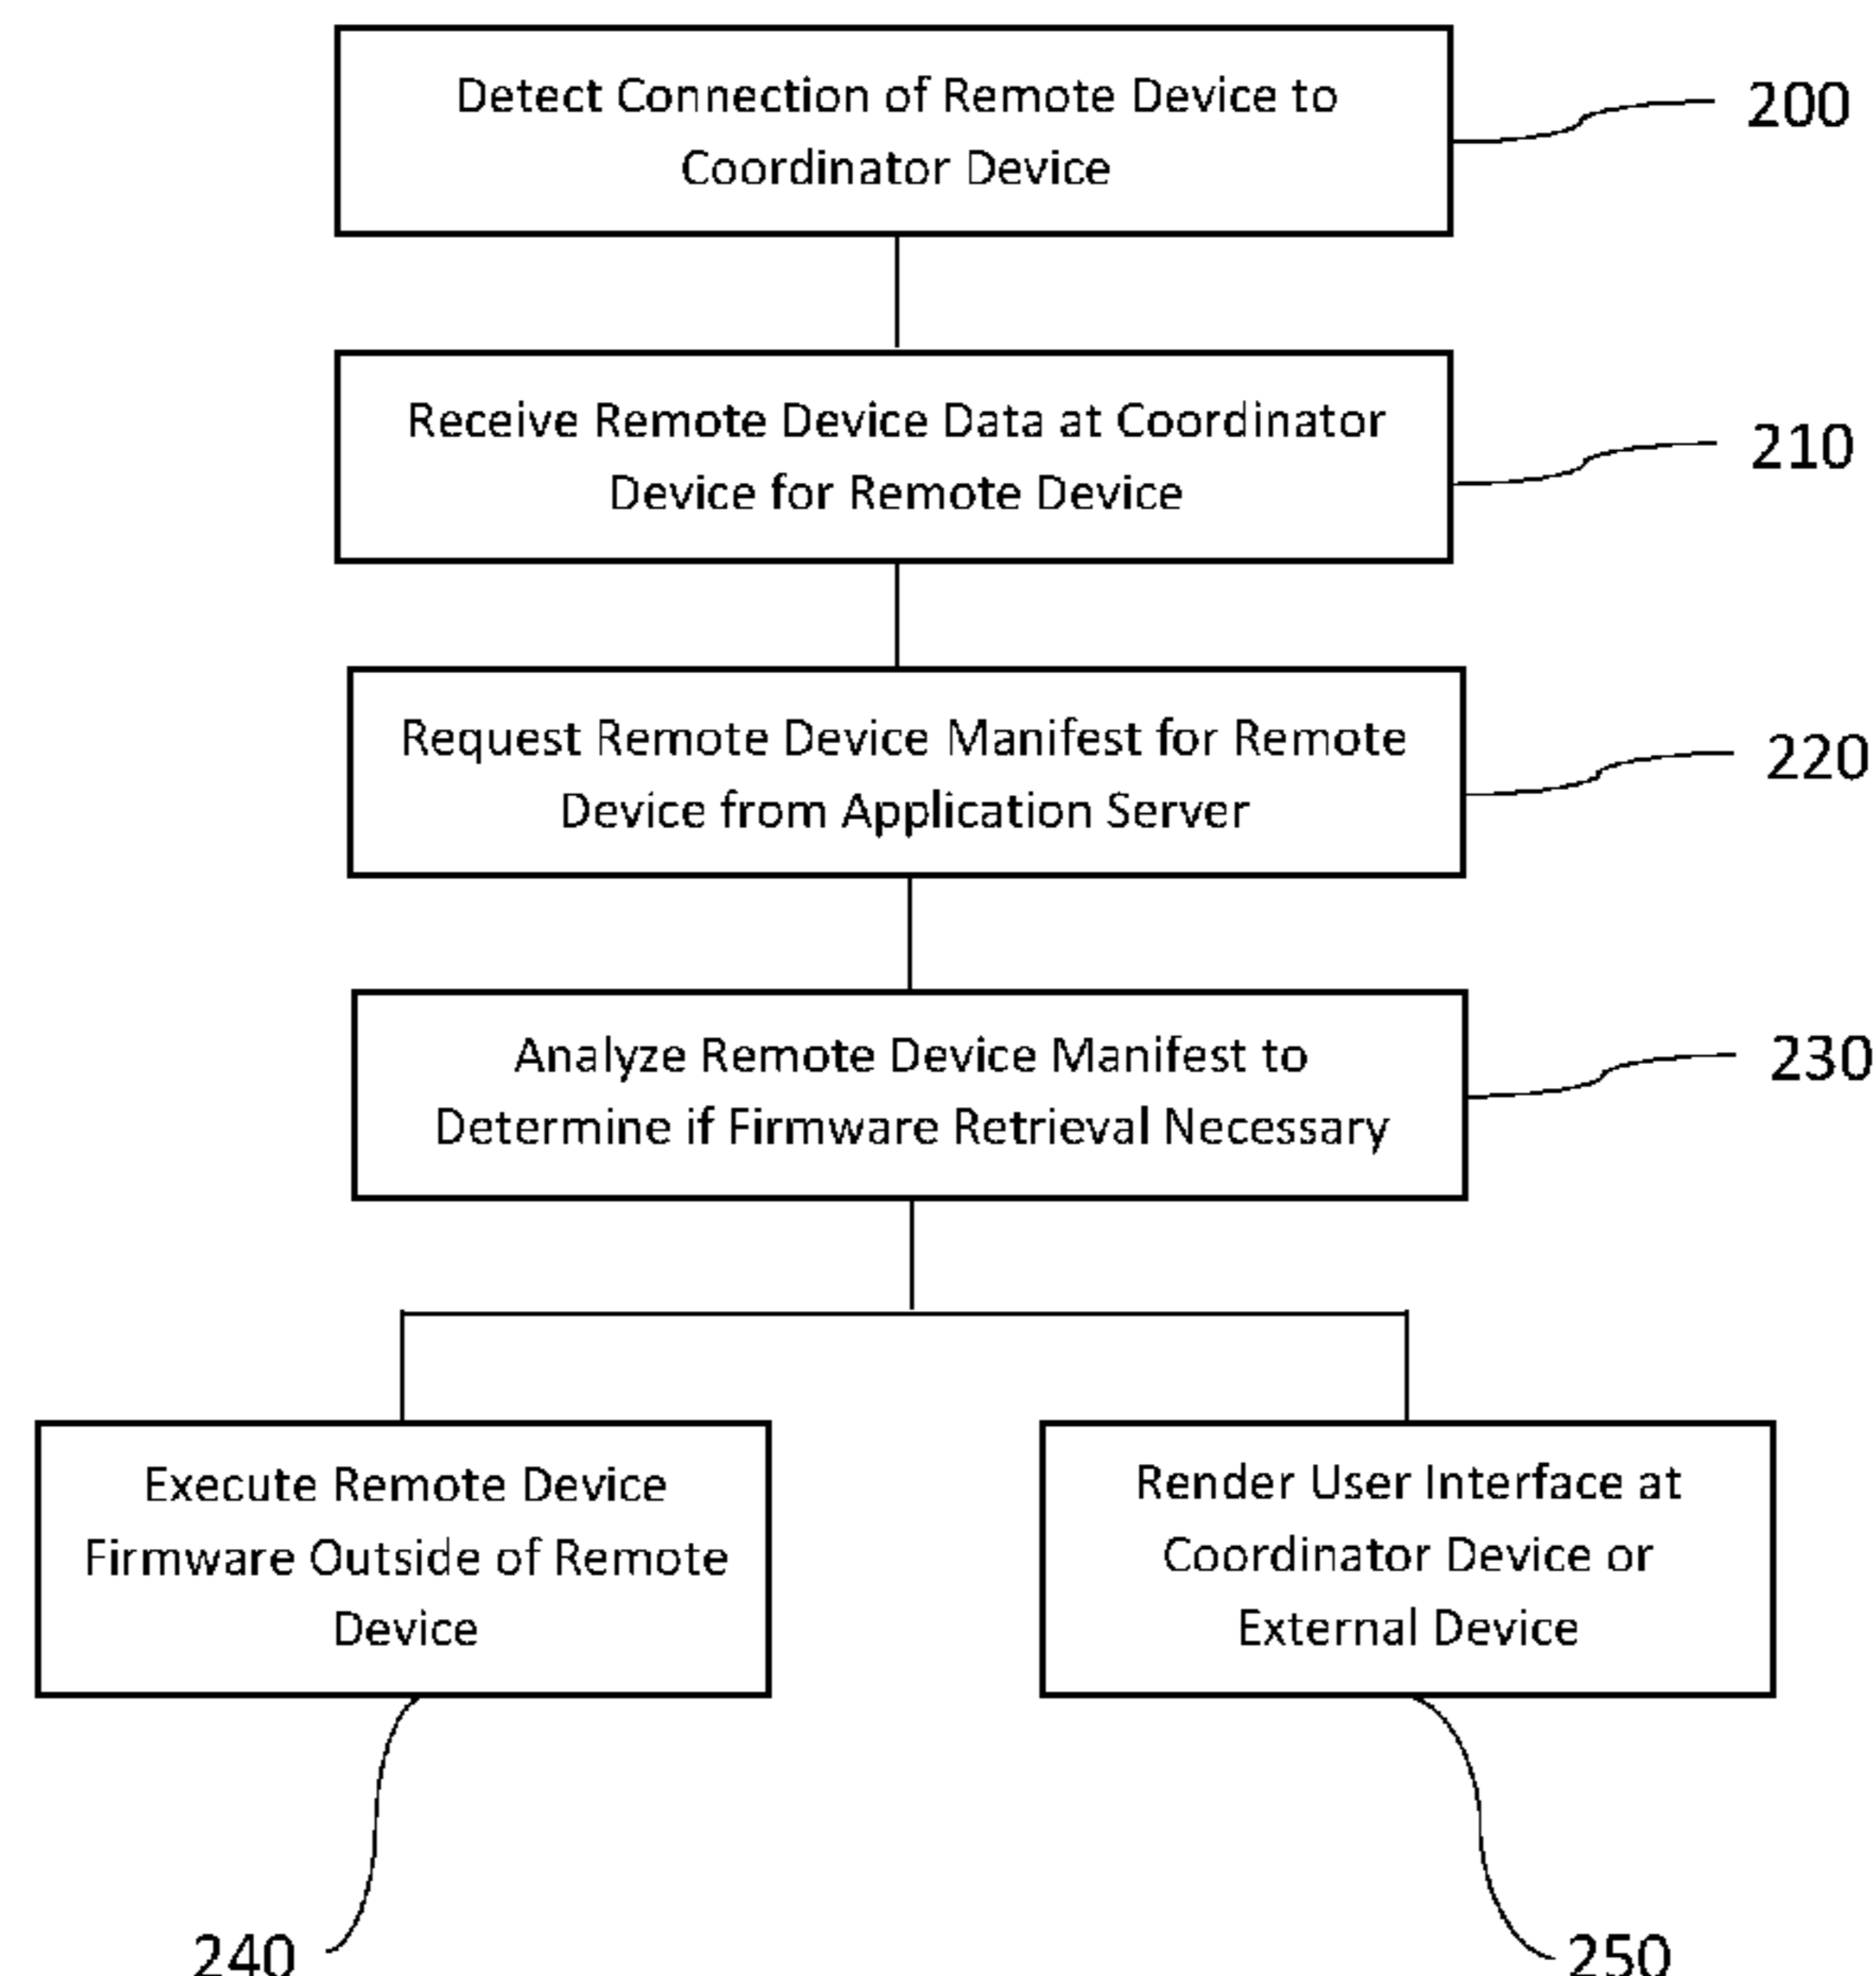 Detect Connection of Remote Device to
Coordinator Device
200
Receive Remote Device Data at Coordinator
Device for Remote Device
210
Request Remote Device Manifest for Remote
Device from Application Server
220
Analyze Remote Device Manifest to
Determine if Firmware Retrieval Necessary
230
Execute Remote Device
Firmware Outside of Remote
Device
240
Render User Interface at
Coordinator Device or
External Device
250